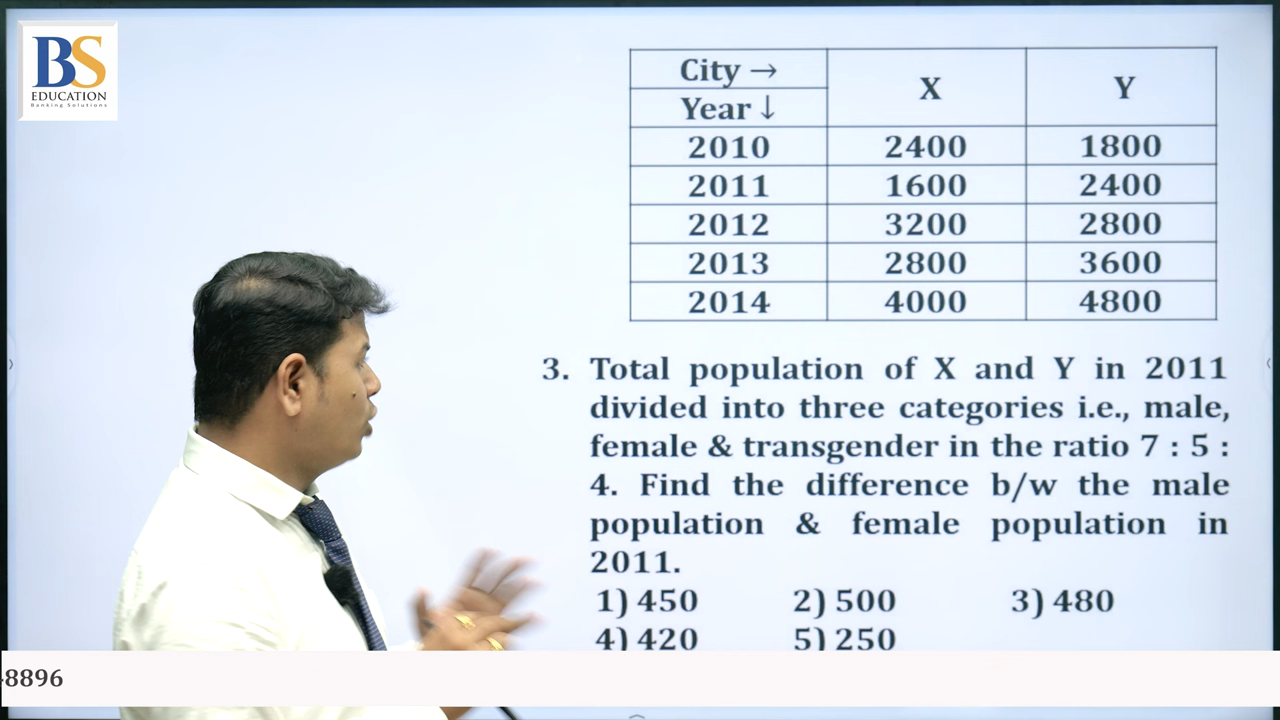 BS
EDUCATION
Banking Solutions
City → X Y
Year ↓
2010 2400 1800
2011 1600 2400
2012 3200 2800
2013 2800 3600
2014 4000 4800
3. Total population of X and Y in 2011
divided into three categories i.e., male,
female & transgender in the ratio 7 : 5 :
4. Find the difference b/w the male
population & female population in
2011.
1) 450 2) 500 3) 480
4) 420 5) 250
-8896